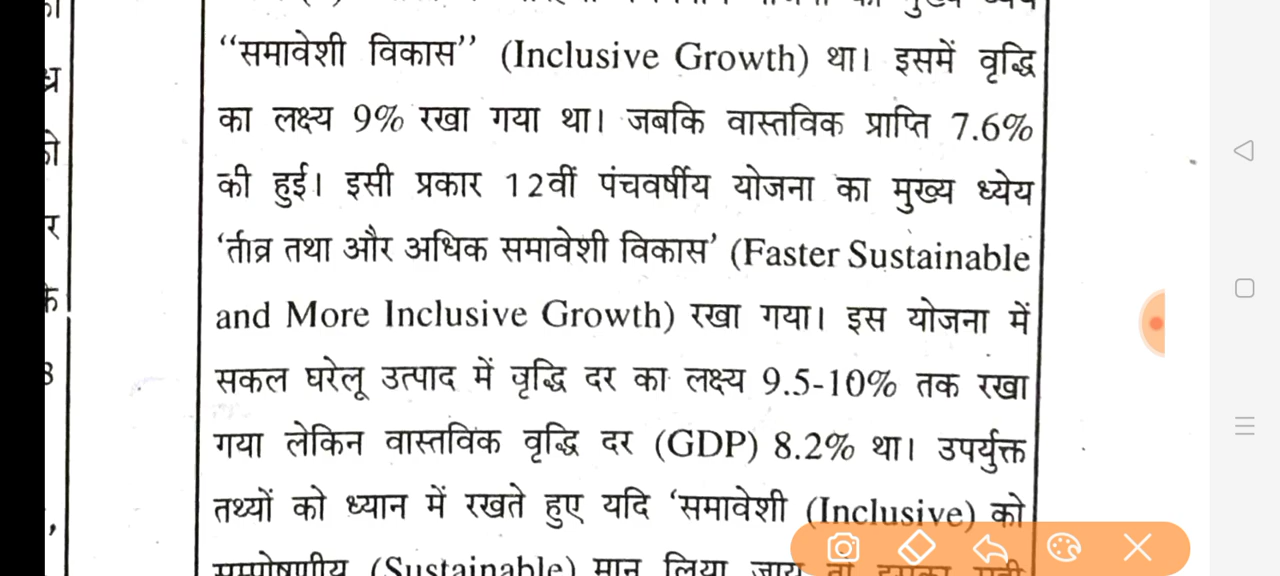 “समावेशी विकास” (Inclusive Growth) था। इसमें वृद्धि
का लक्ष्य 9% रखा गया था। जबकि वास्तविक प्राप्ति 7.6%
की हुई। इसी प्रकार 12वीं पंचवर्षीय योजना का मुख्य ध्येय
‘तीव्र तथा और अधिक समावेशी विकास’ (Faster Sustainable
and More Inclusive Growth) रखा गया। इस योजना में
सकल घरेलू उत्पाद में वृद्धि दर का लक्ष्य 9.5-10% तक रखा
गया लेकिन वास्तविक वृद्धि दर (GDP) 8.2% था। उपर्युक्त
तथ्यों को ध्यान में रखते हुए यदि ‘समावेशी (Inclusive) को
(Sustainable) मान लिया जाय